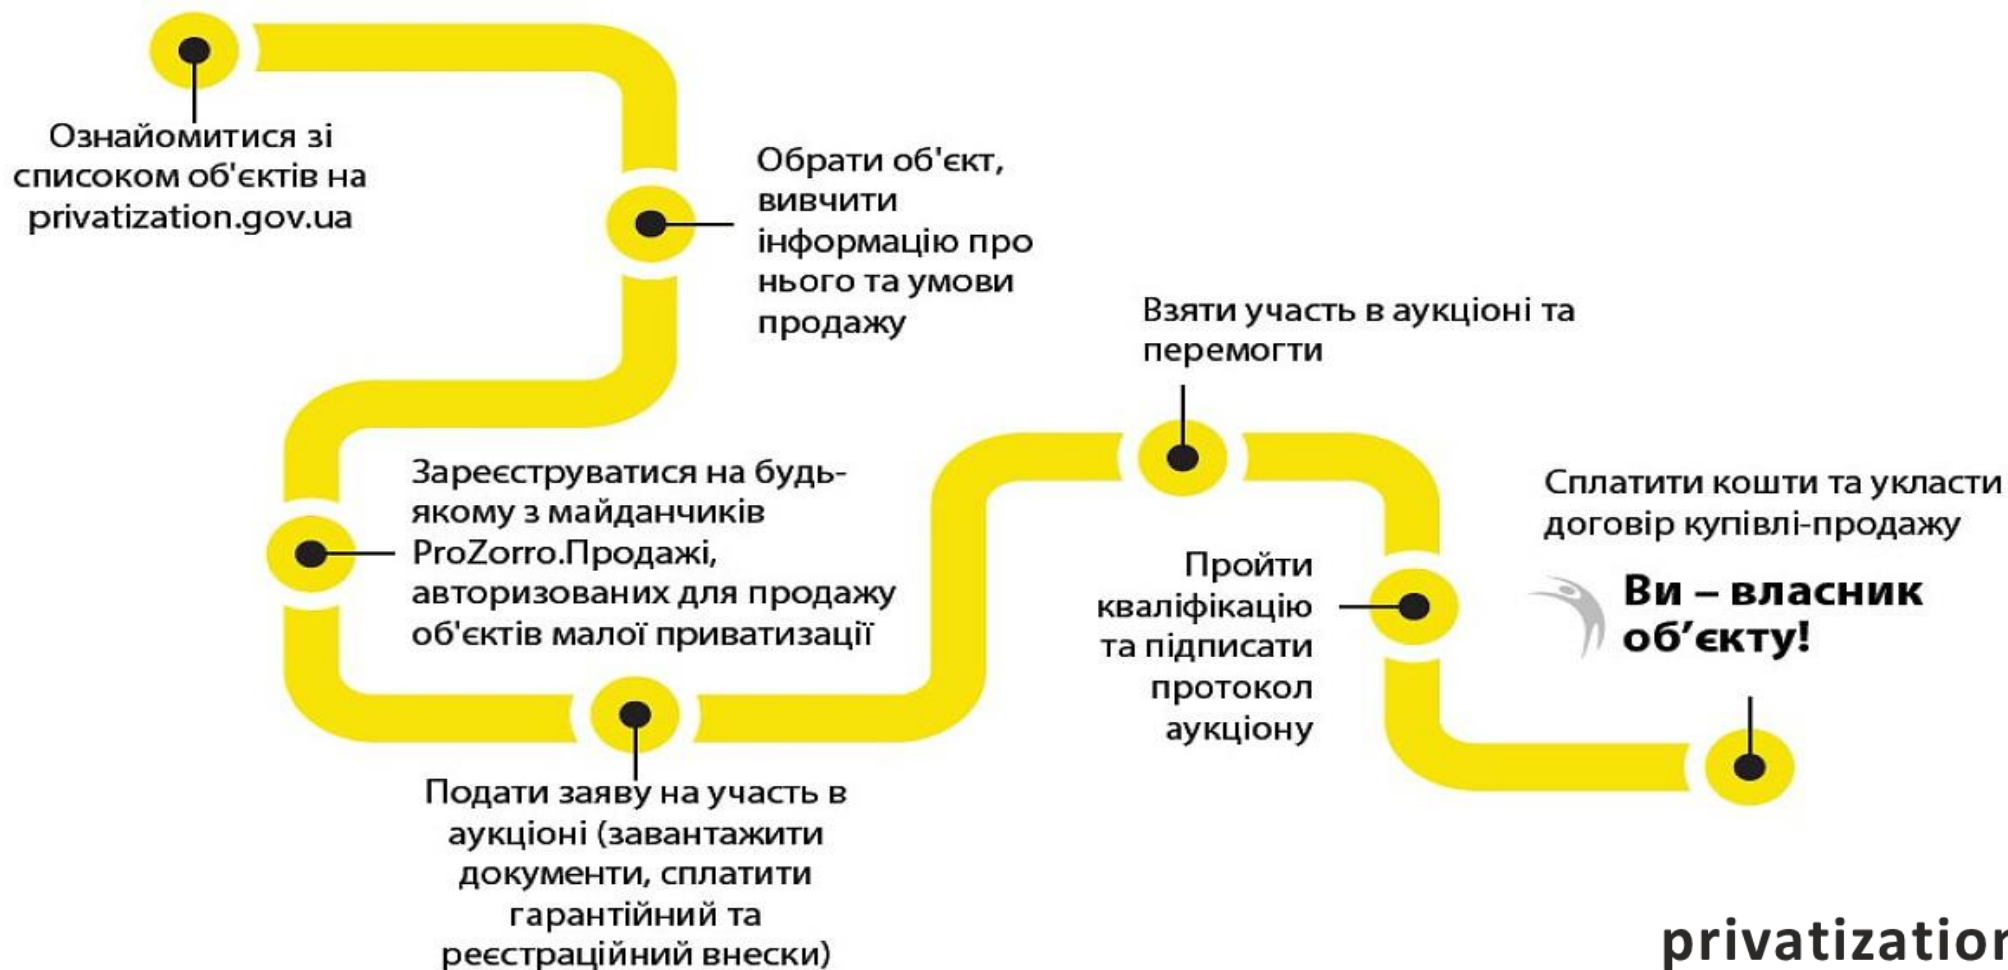 Ознайомитися зі
списоком об'єктів на
privatization.gov.ua
Обрати об'єкт,
вивчити
інформацію про
нього та умови
продажу
Зареєструватися на будь-
якому з майданчиків
ProZorro.Продажі,
авторизованих для продажу
об'єктів малої приватизації
Подати заяву на участь в
аукціоні (завантажити
документи, сплатити
гарантійний та
реєстраційний внески)
Взяти участь в аукціоні та
перемогти
Пройти
кваліфікацію
та підписати
протокол
аукціону
Сплатити кошти та укласти
договір купівлі-продажу
Ви – власник
об’єкту!
privatization